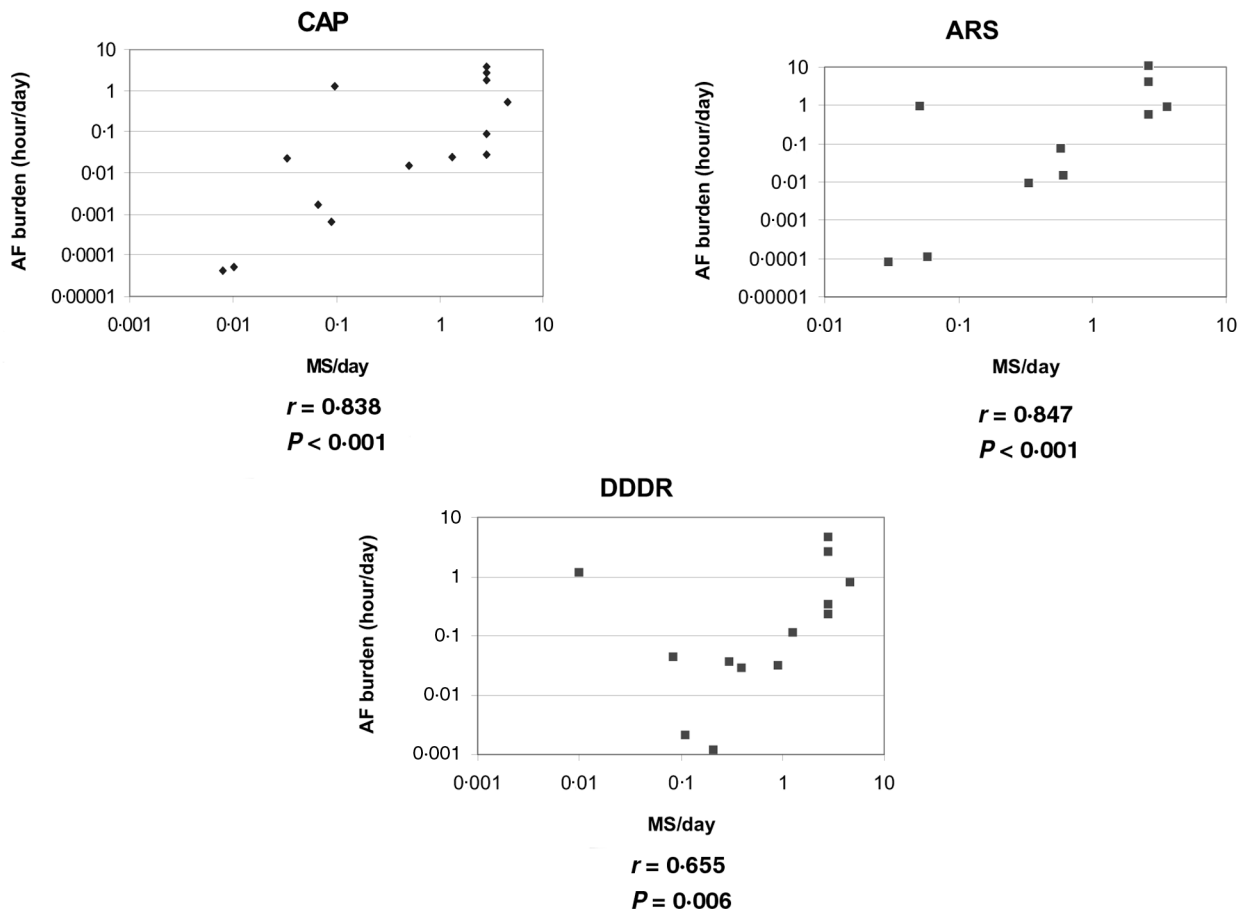 CAP
AF burden (hour/day)
10
1
0·1
0·01
0·001
0·0001
0·00001
0·001 0·01 0·1 1 10
MS/day
r = 0·838
P < 0·001
ARS
AF burden (hour/day)
10
1
0·1
0·01
0·001
0·0001
0·00001
0·01 0·1 1 10
MS/day
r = 0·847
P < 0·001
DDDR
AF burden (hour/day)
10
1
0·1
0·01
0·001
0·001 0·01 0·1 1 10
MS/day
r = 0·655
P = 0·006